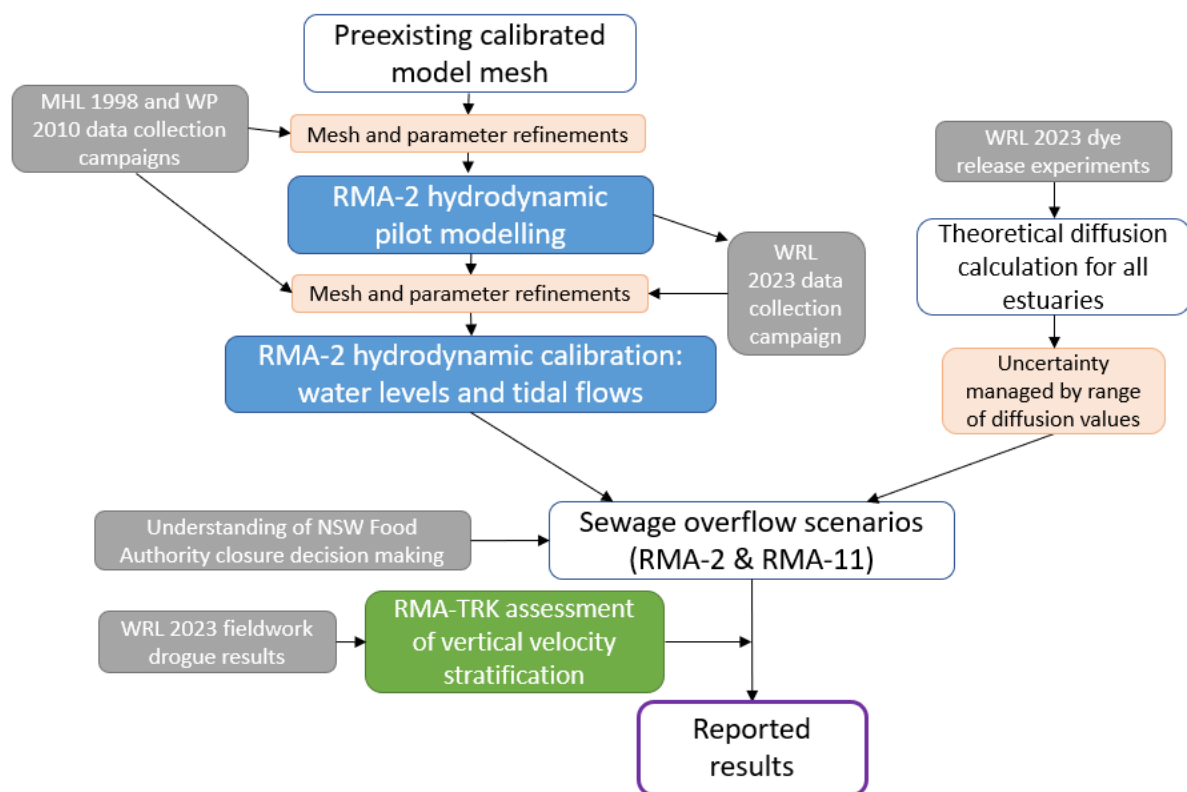 Preexisting calibrated
model mesh
MHL 1998 and WP
2010 data collection
campaigns
Mesh and parameter refinements
WRL 2023 dye
release experiments
RMA-2 hydrodynamic
pilot modelling
Theoretical diffusion
calculation for all
estuaries
WRL
2023 data
collection
campaign
Mesh and parameter refinements
RMA-2 hydrodynamic calibration:
water levels and tidal flows
Uncertainty
managed by range
of diffusion values
Understanding of NSW Food
Authority closure decision making
Sewage overflow scenarios
(RMA-2 & RMA-11)
WRL 2023 fieldwork
drogue results
RMA-TRK assessment
of vertical velocity
stratification
Reported
results